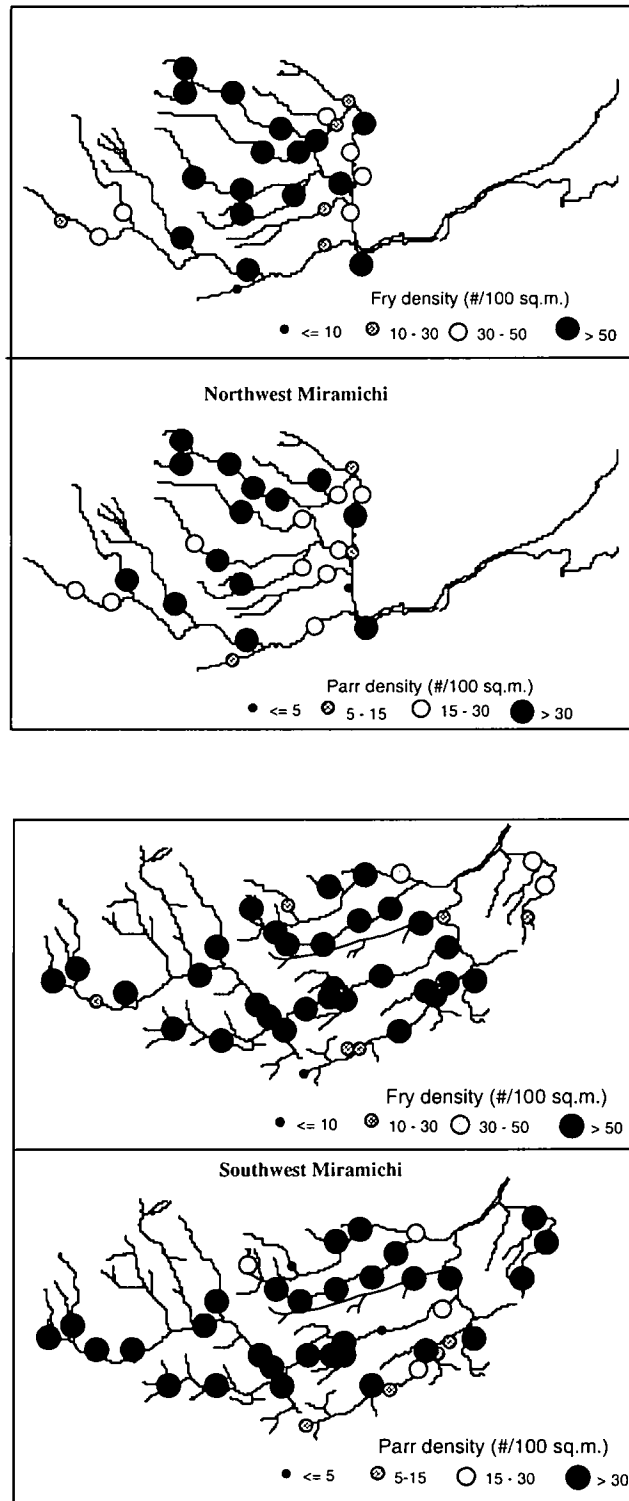 Fry density (#/100 sq.m.)
<= 10 10 - 30 30 - 50 > 50
Northwest Miramichi
Parr density (#/100 sq.m.)
<= 5 5 - 15 15 - 30 > 30
Fry density (#/100 sq.m.)
<= 10 10 - 30 30 - 50 > 50
Southwest Miramichi
Parr density (#/100 sq.m.)
<= 5 5-15 15 - 30 > 30